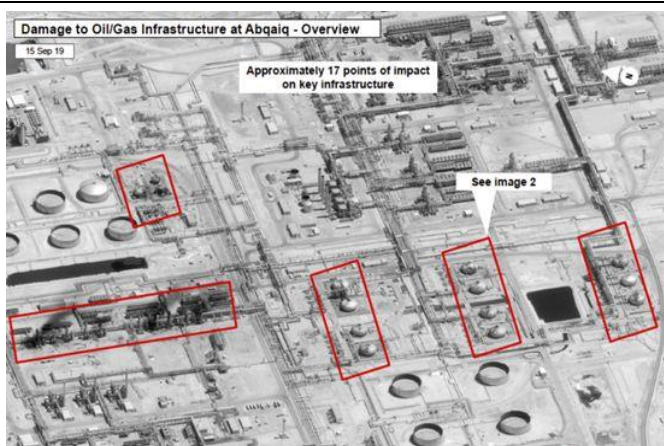 Damage to Oil/Gas Infrastructure at Abqaiq - Overview
15 Sep 19
Approximately 17 points of impact
on key infrastructure
N
See image 2